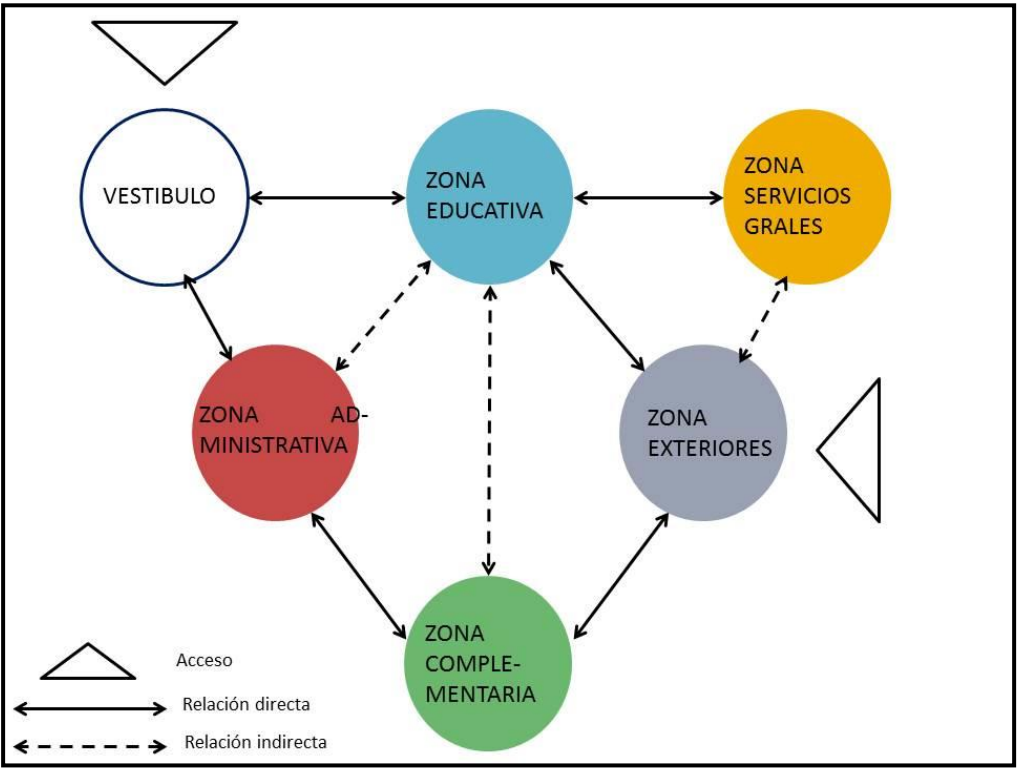 VESTIBULO
ZONA
EDUCATIVA
ZONA
SERVICIOS
GRALES
ZONA AD-
MINISTRATIVA
ZONA
EXTERIORES
ZONA
COMPLE-
MENTARIA
Acceso
Relación directa
Relación indirecta